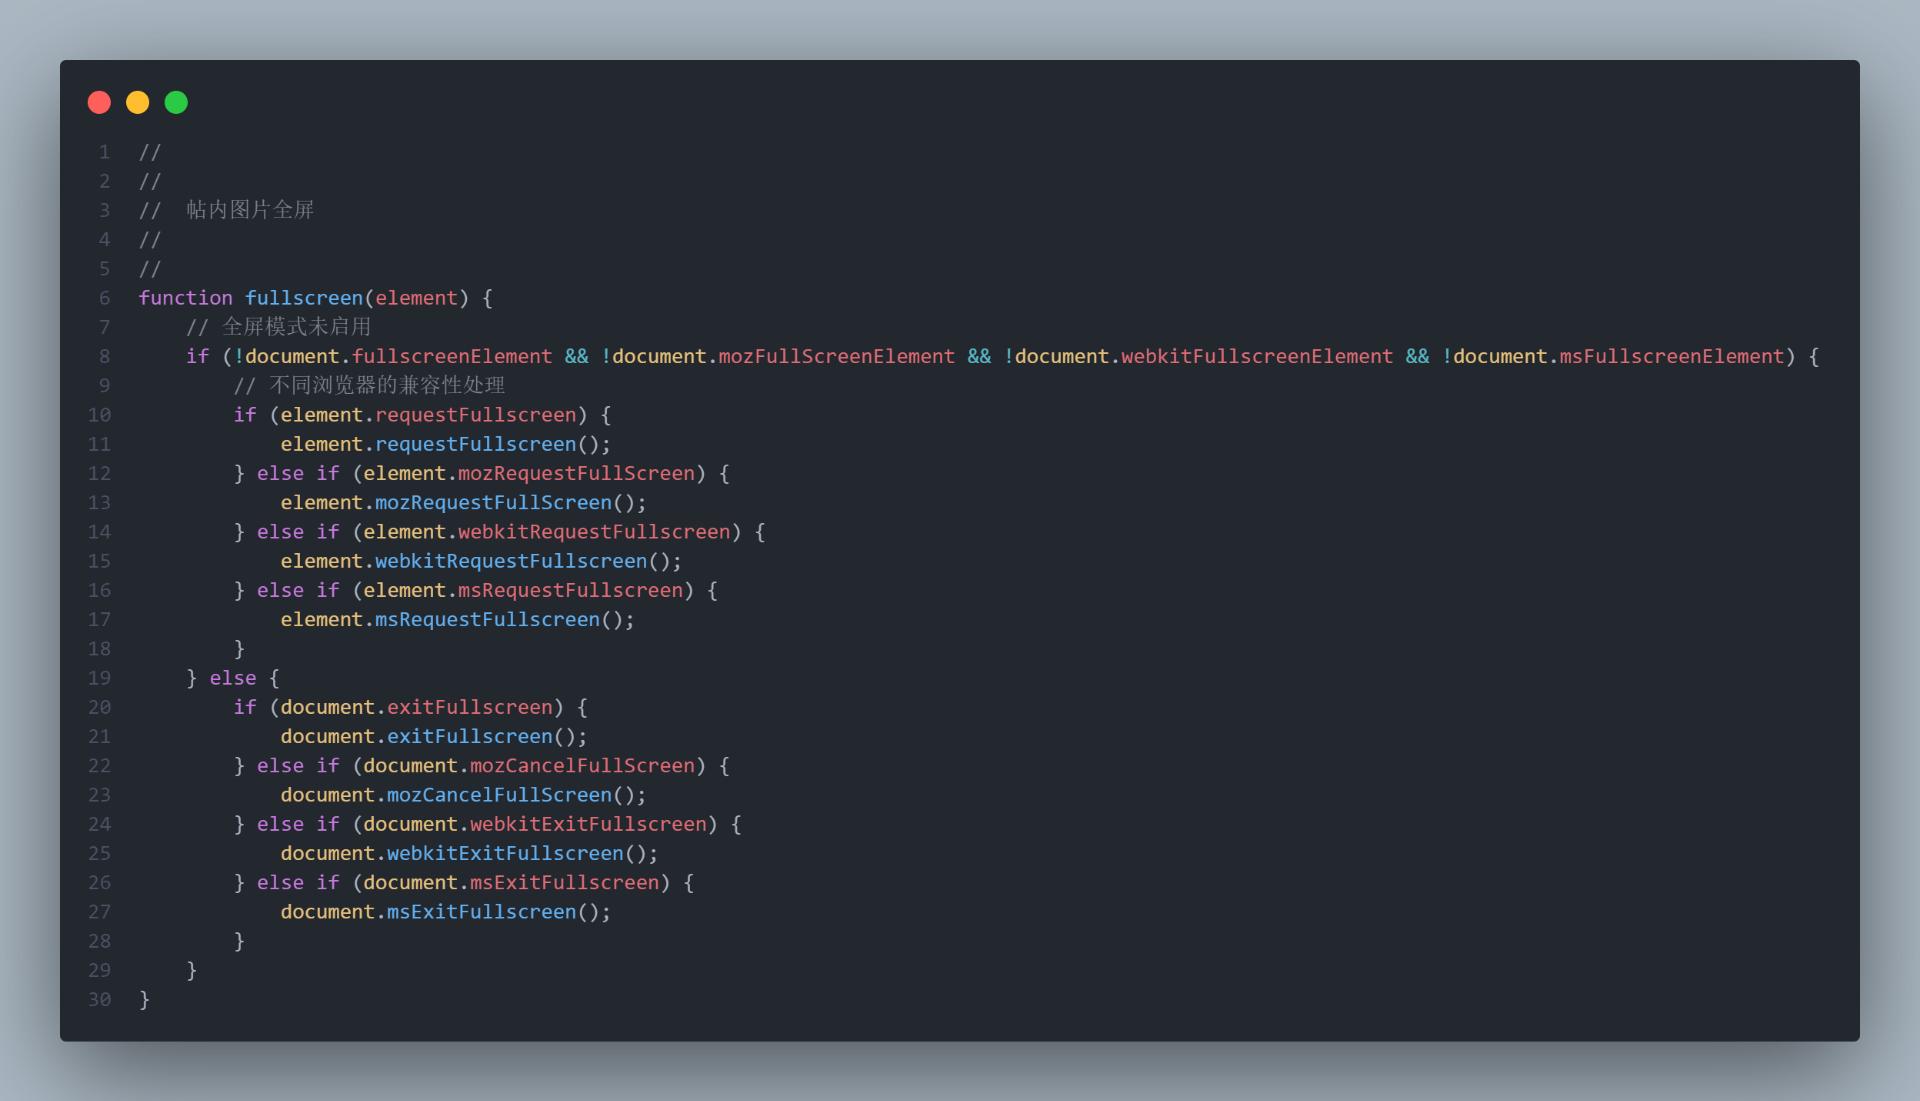 1 //
2 //
3 //  帖内图片全屏
4 //
5 //
6 function fullscreen(element) {
7     // 全屏模式未启用
8     if (!document.fullscreenElement && !document.mozFullScreenElement && !document.webkitFullscreenElement && !document.msFullscreenElement) {
9         // 不同浏览器的兼容性处理
10         if (element.requestFullscreen) {
11             element.requestFullscreen();
12         } else if (element.mozRequestFullScreen) {
13             element.mozRequestFullScreen();
14         } else if (element.webkitRequestFullscreen) {
15             element.webkitRequestFullscreen();
16         } else if (element.msRequestFullscreen) {
17             element.msRequestFullscreen();
18         }
19     } else {
20         if (document.exitFullscreen) {
21             document.exitFullscreen();
22         } else if (document.mozCancelFullScreen) {
23             document.mozCancelFullScreen();
24         } else if (document.webkitExitFullscreen) {
25             document.webkitExitFullscreen();
26         } else if (document.msExitFullscreen) {
27             document.msExitFullscreen();
28         }
29     }
30 }